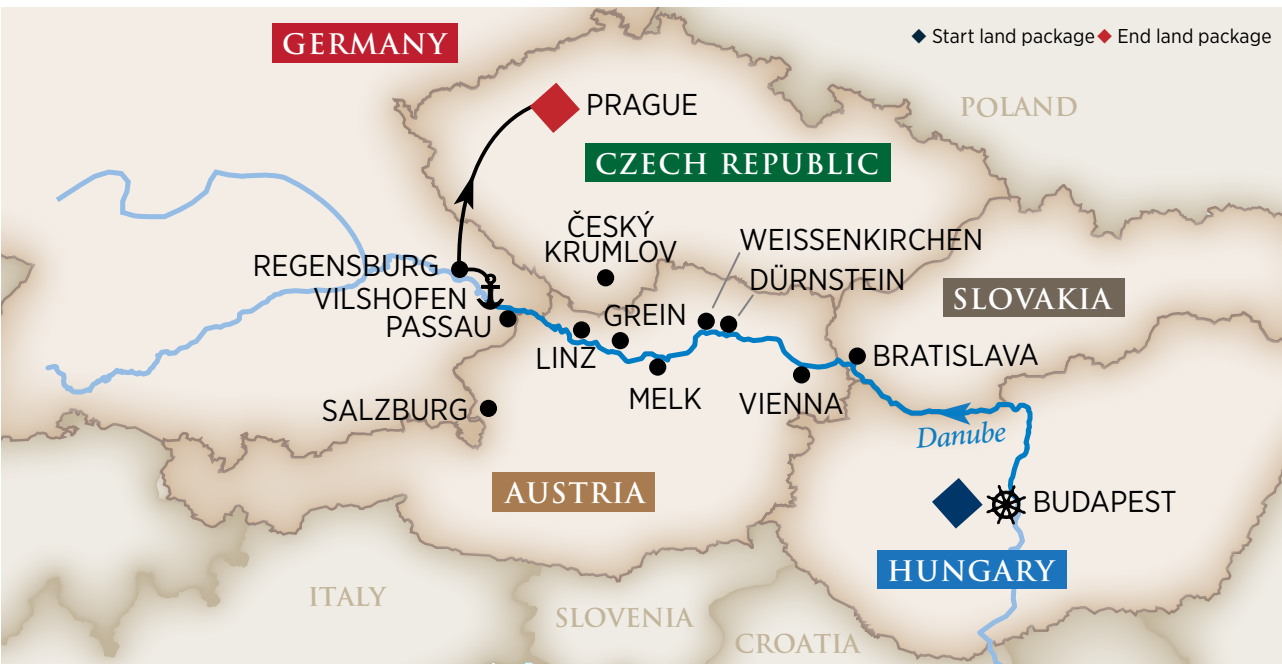 GERMANY
Start land package
End land package
PRAGUE
POLAND
CZECH REPUBLIC
ČESKÝ
KRUMLOV
WEISSENKIRCHEN
REGENSBURG
DÜRNSTEIN
VILSHOFEN
SLOVAKIA
PASSAU
GREIN
LINZ
BRATISLAVA
MELK
VIENNA
SALZBURG
Danube
AUSTRIA
BUDAPEST
HUNGARY
ITALY
SLOVENIA
CROATIA